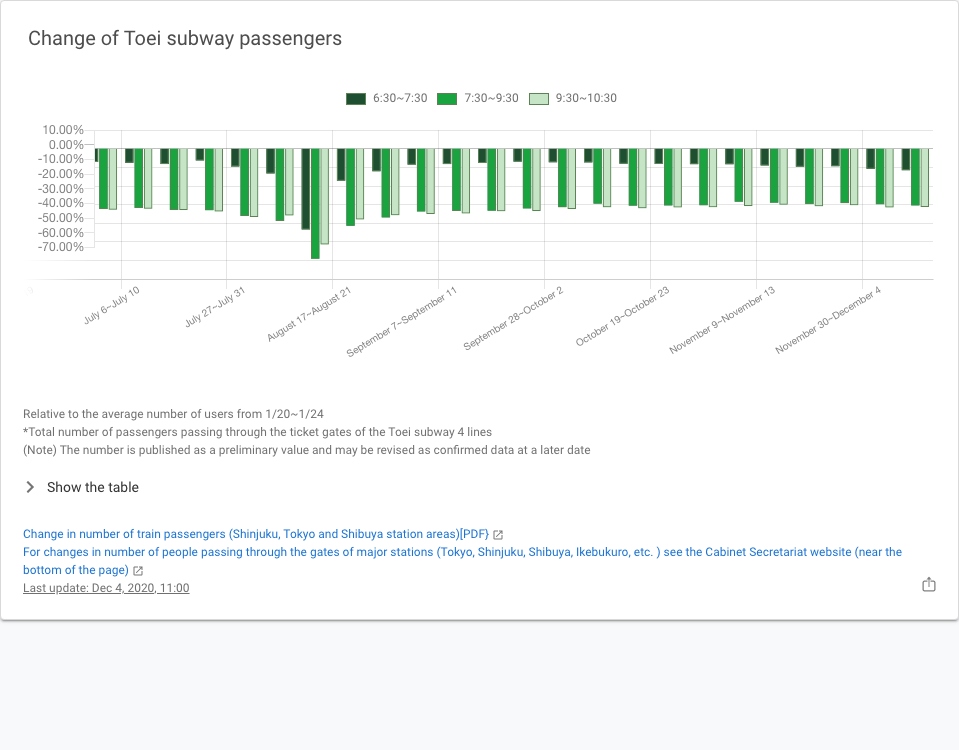 Change of Toei subway passengers
6:30~7:30 7:30~9:30 9:30~10:30
10.00%
0.00%
-10.00%
-20.00%
-30.00%
-40.00%
-50.00%
-60.00%
-70.00%
July 6~July 10
July 27~July 31
August 17~August 21
September 7~September 11
September 28~October 2
October 19~October 23
November 9~November 13
November 30~December 4
Relative to the average number of users from 1/20~1/24
*Total number of passengers passing through the ticket gates of the Toei subway 4 lines
(Note) The number is published as a preliminary value and may be revised as confirmed data at a later date
Show the table
Change in number of train passengers (Shinjuku, Tokyo and Shibuya station areas)[PDF}
For changes in number of people passing through the gates of major stations (Tokyo, Shinjuku, Shibuya, Ikebukuro, etc. ) see the Cabinet Secretariat website (near the
bottom of the page)
Last update: Dec 4, 2020, 11:00